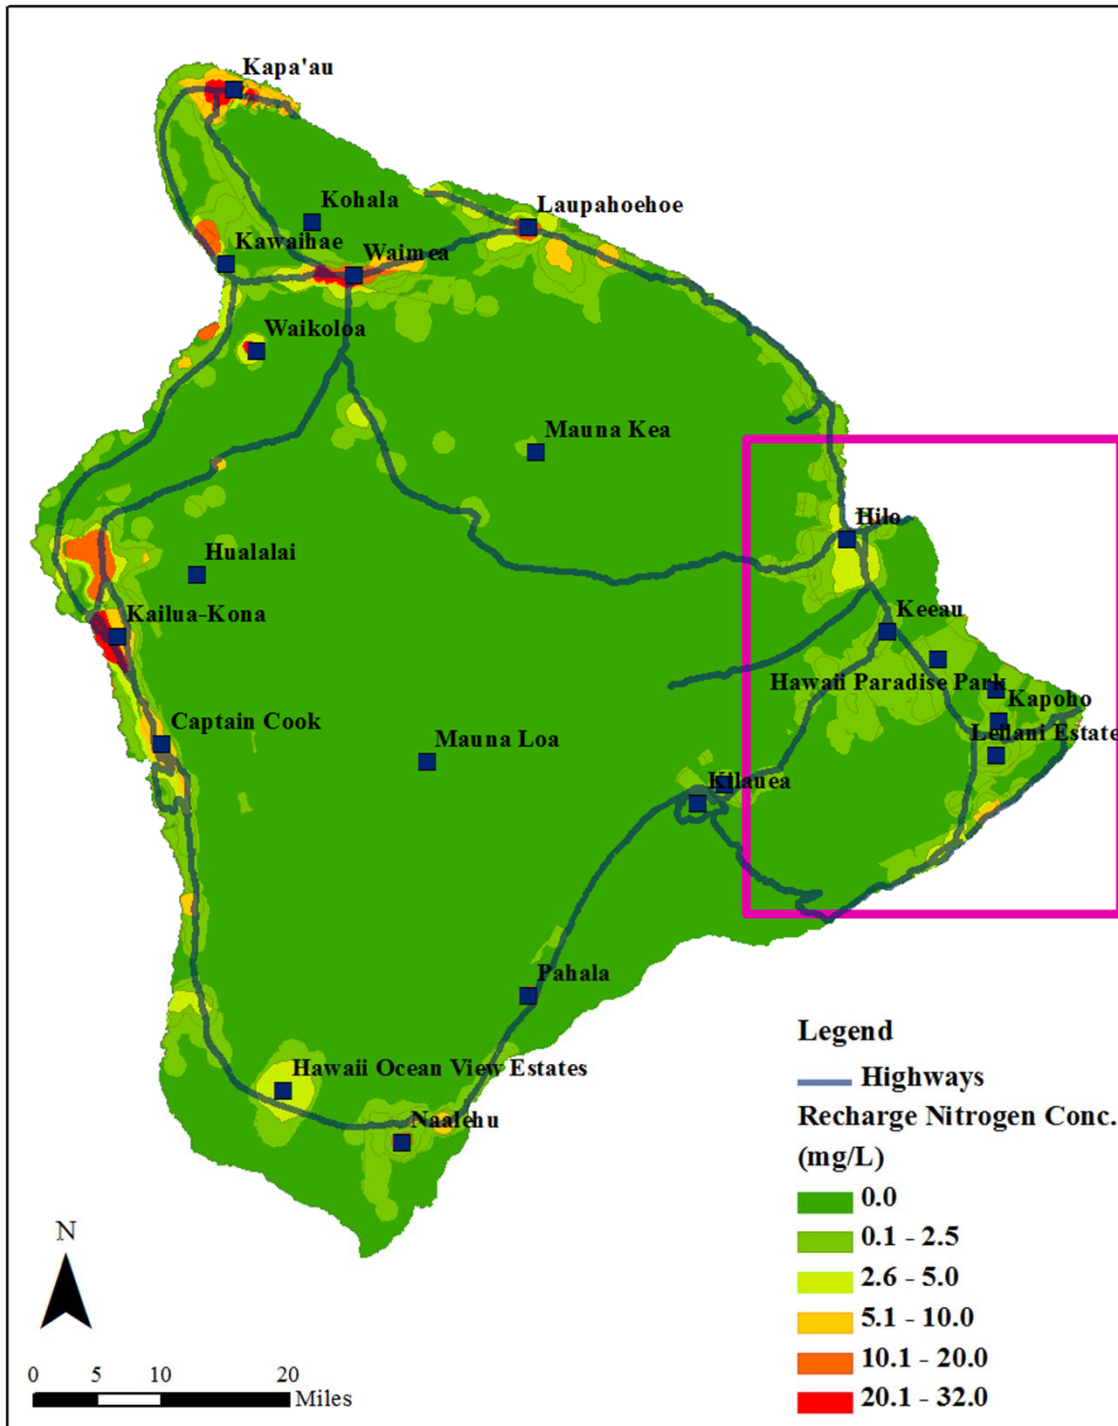 Kapa'au
Kohala
Laupahoehoe
Kawaihae
Waimea
Waikoloa
Mauna Kea
Hilo
Hualalai
Kailua-Kona
Keeau
Hawaii Paradise Park
Kapoho
Captain Cook
Mauna Loa
Leilani Estate
Kilauea
Pahala
Hawaii Ocean View Estates
Naalehu
Legend
Highways
Recharge Nitrogen Conc.
(mg/L)
0.0
0.1 - 2.5
2.6 - 5.0
5.1 - 10.0
10.1 - 20.0
20.1 - 32.0
N
0 5 10 20
Miles